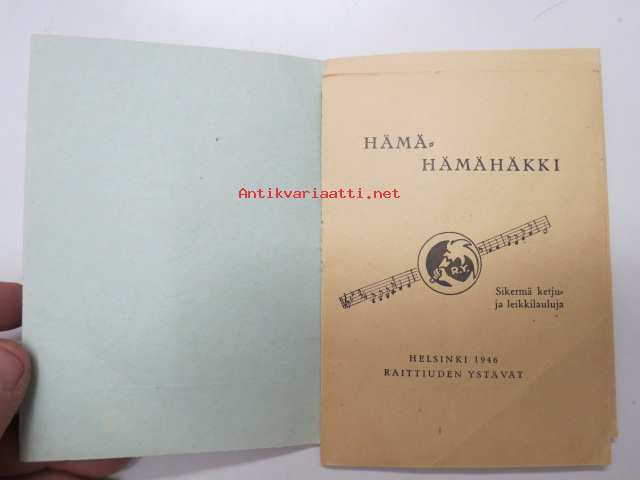 HÄMÄ-
HÄMÄHÄKKI
Antikvariaatti.net
R.Y.
Sikermä ketju-
ja leikkilauluja
HELSINKI 1946
RAITTIUDEN YSTÄVÄT